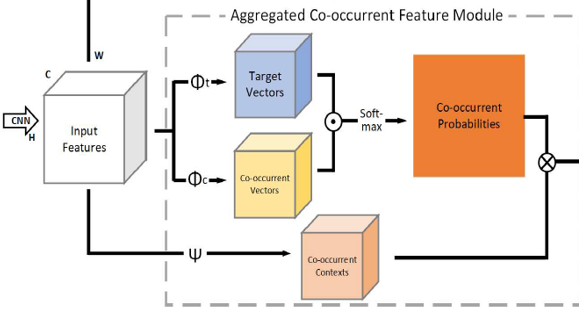 Aggregated Co-occurrent Feature Module
W
C
CNN
H
Input
Features
Φt
Target
Vectors
Φc
Co-occurrent
Vectors
Soft-
max
Co-occurrent
Probabilities
Ψ
Co-occurrent
Contexts